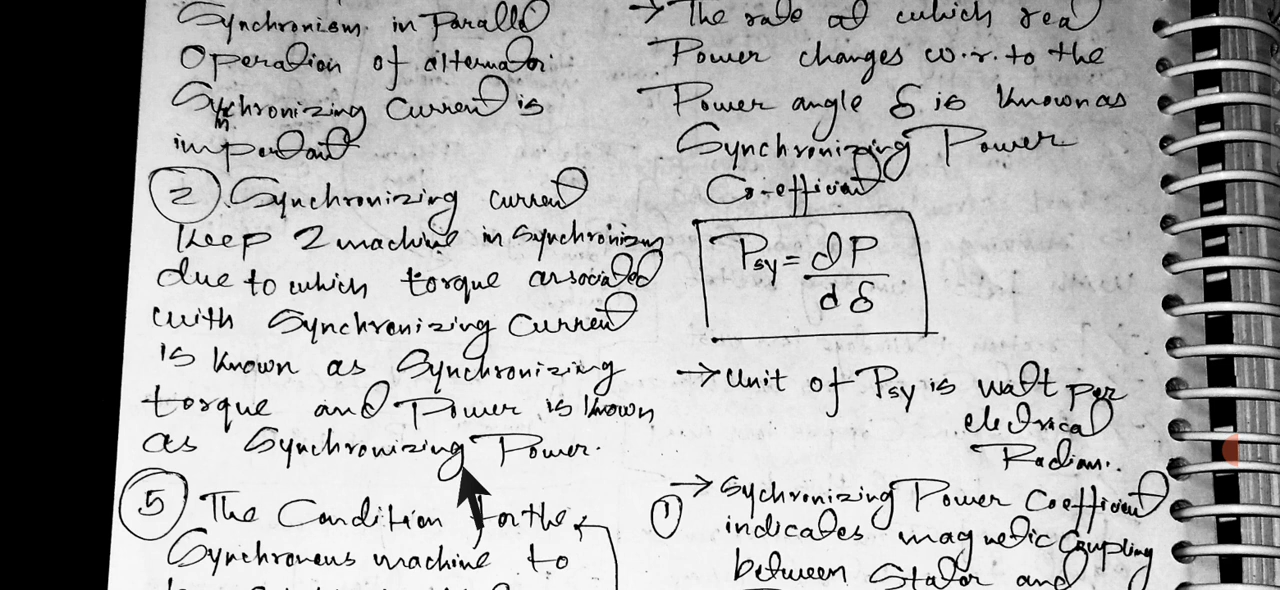 Synchronism in Parallel
Operation of alternator
Sychronizing Current is
important
② Synchronizing current
Keep 2 machine in Synchronizm
due to which torque associated
with Synchronizing Current
is known as Synchronizing
torque and Power is known
as Synchronizing Power.
⑤ The Condition for the
Synchronous machine to
→ The rate at which real
Power changes w.r. to the
Power angle δ is known as
Synchronizing Power
Co-efficient
Psy = dP
dδ
→ Unit of Psy is watt per
electrical
Radian.
① → Sychronizing Power Coefficient
indicates magnetic Coupling
between Stator and